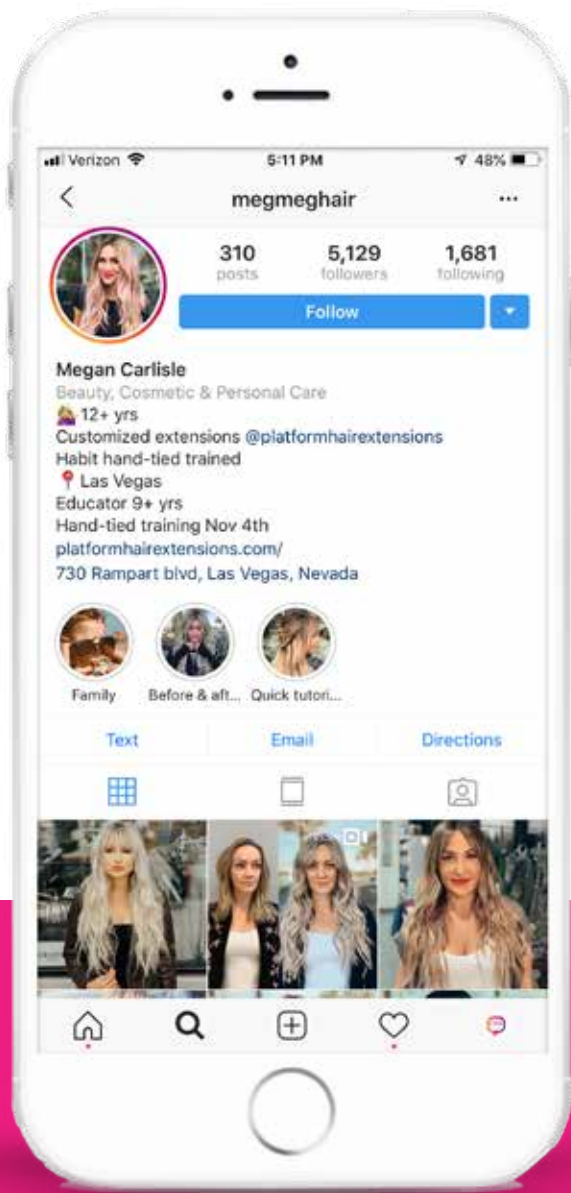 Verizon 5:11 PM 48%
megmeghair
310 5,129 1,681
posts followers following
Follow
Megan Carlisle
Beauty, Cosmetic & Personal Care
12+ yrs
Customized extensions @platformhairextensions
Habit hand-tied trained
Las Vegas
Educator 9+ yrs
Hand-tied training Nov 4th
platformhairextensions.com/
730 Rampart blvd, Las Vegas, Nevada
Family Before & aft... Quick tutori...
Text Email Directions